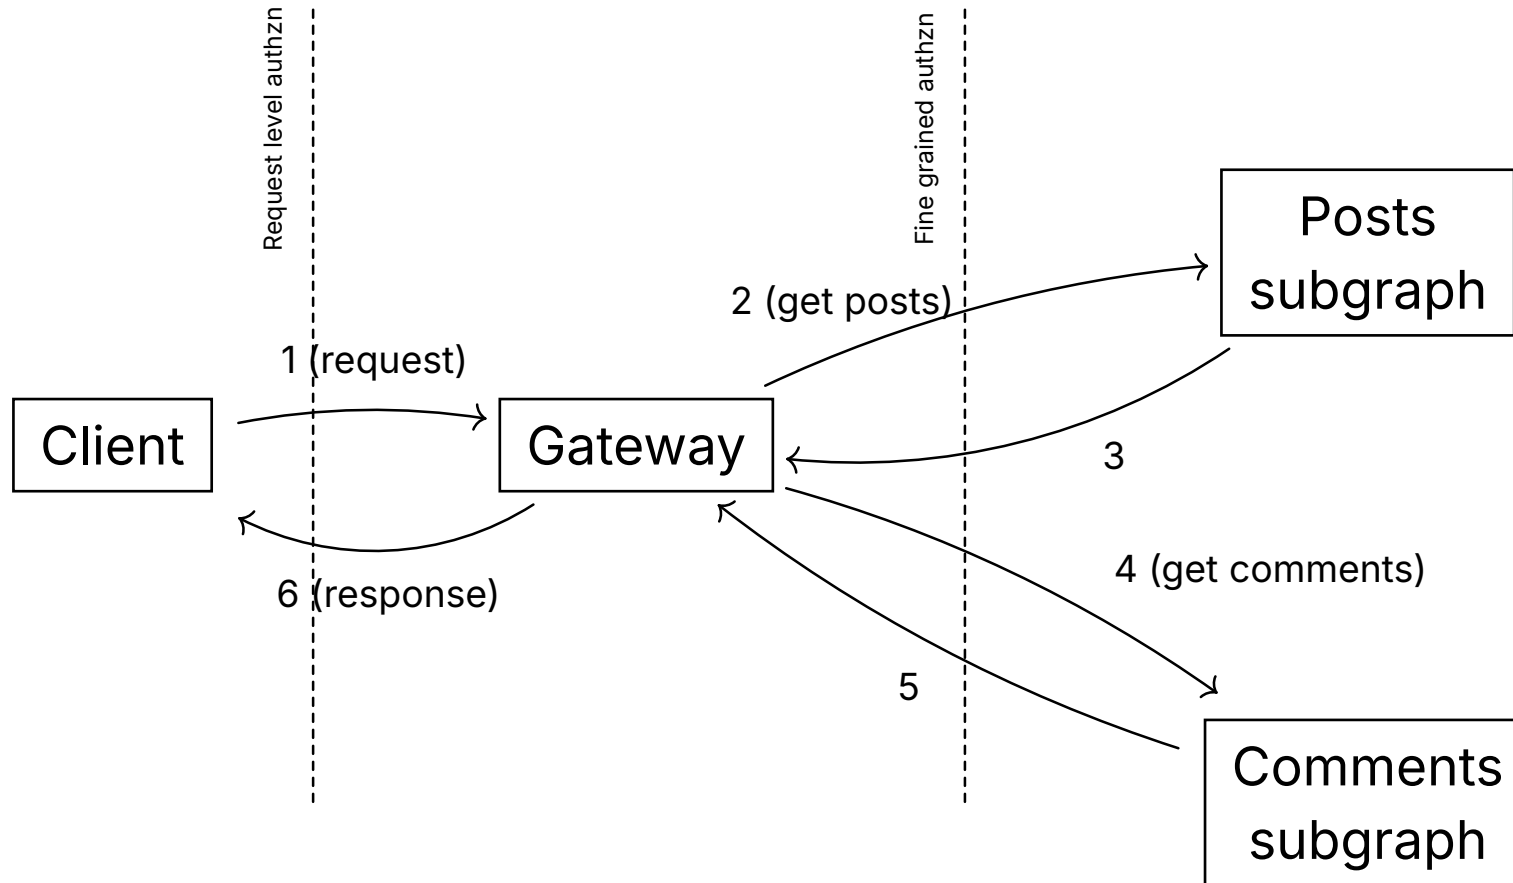 Request level authzn
Fine grained authzn
Posts
subgraph
2 (get posts)
1 (request)
Client
Gateway
3
4 (get comments)
6 (response)
5
Comments
subgraph